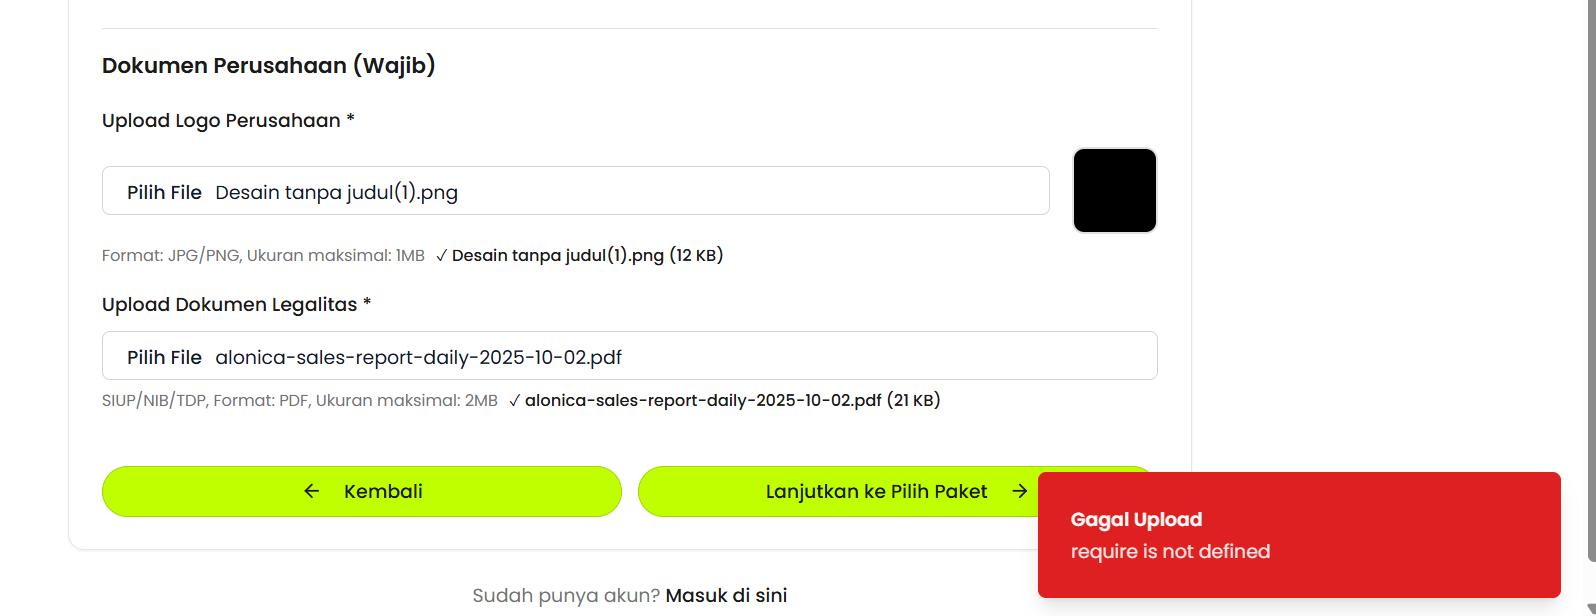 Dokumen Perusahaan (Wajib)
Upload Logo Perusahaan *
Pilih File Desain tanpa judul(1).png
Format: JPG/PNG, Ukuran maksimal: 1MB ✓ Desain tanpa judul(1).png (12 KB)
Upload Dokumen Legalitas *
Pilih File alonica-sales-report-daily-2025-10-02.pdf
SIUP/NIB/TDP, Format: PDF, Ukuran maksimal: 2MB ✓ alonica-sales-report-daily-2025-10-02.pdf (21 KB)
← Kembali
Lanjutkan ke Pilih Paket →
Gagal Upload
require is not defined
Sudah punya akun? Masuk di sini